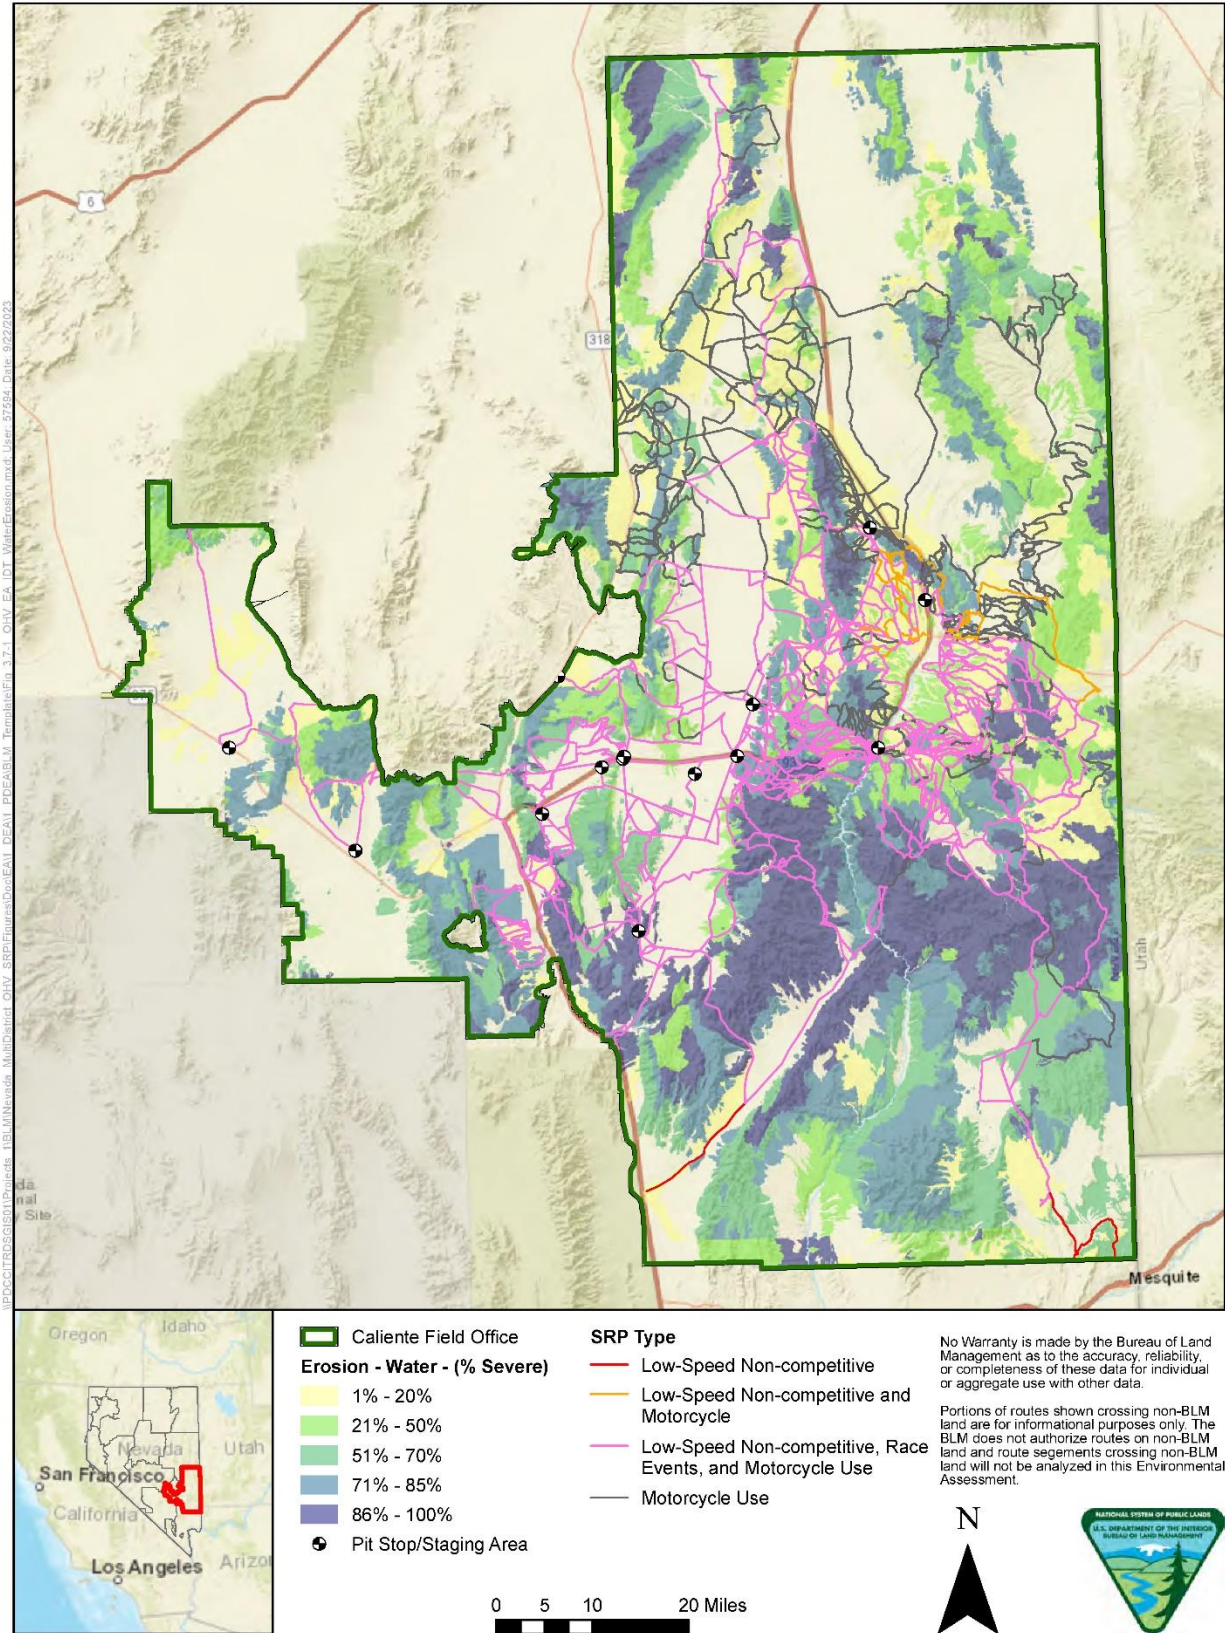 6
318
375
Utah
Mesquite
Oregon
Idaho
Nevada
Utah
San Francisco
California
Los Angeles
Caliente Field Office
Erosion - Water - (% Severe)
1% - 20%
21% - 50%
51% - 70%
71% - 85%
86% - 100%
Pit Stop/Staging Area
SRP Type
Low-Speed Non-competitive
Low-Speed Non-competitive and
Motorcycle
Low-Speed Non-competitive, Race
Events, and Motorcycle Use
Motorcycle Use
0 5 10 20 Miles
No Warranty is made by the Bureau of Land
Management as to the accuracy, reliability,
or completeness of these data for individual
or aggregate use with other data.
Portions of routes shown crossing non-BLM
land are for informational purposes only. The
BLM does not authorize routes on non-BLM
land and route segements crossing non-BLM
land will not be analyzed in this Environmental
Assessment.
N
NATIONAL SYSTEM OF PUBLIC LANDS
U.S. DEPARTMENT OF THE INTERIOR
BUREAU OF LAND MANAGEMENT